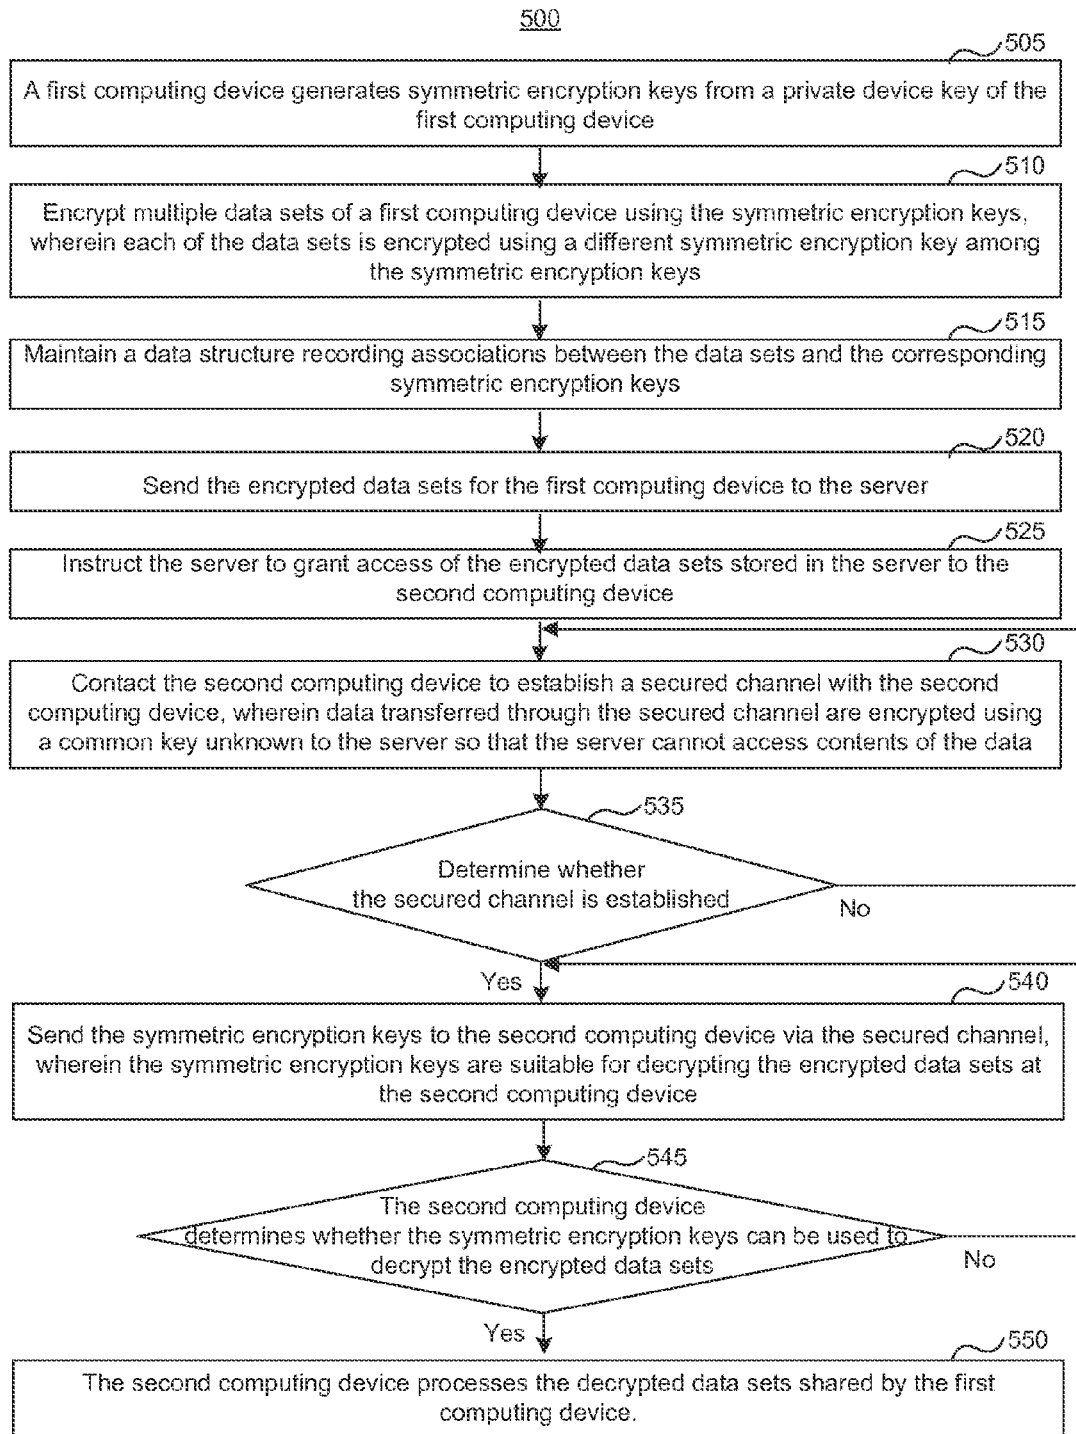 500
505
A first computing device generates symmetric encryption keys from a private device key of the
first computing device
510
Encrypt multiple data sets of a first computing device using the symmetric encryption keys,
wherein each of the data sets is encrypted using a different symmetric encryption key among
the symmetric encryption keys
515
Maintain a data structure recording associations between the data sets and the corresponding
symmetric encryption keys
520
Send the encrypted data sets for the first computing device to the server
525
Instruct the server to grant access of the encrypted data sets stored in the server to the
second computing device
530
Contact the second computing device to establish a secured channel with the second
computing device, wherein data transferred through the secured channel are encrypted using
a common key unknown to the server so that the server cannot access contents of the data
535
Determine whether
the secured channel is established
No
Yes
540
Send the symmetric encryption keys to the second computing device via the secured channel,
wherein the symmetric encryption keys are suitable for decrypting the encrypted data sets at
the second computing device
545
The second computing device
determines whether the symmetric encryption keys can be used to
decrypt the encrypted data sets
No
Yes
550
The second computing device processes the decrypted data sets shared by the first
computing device.